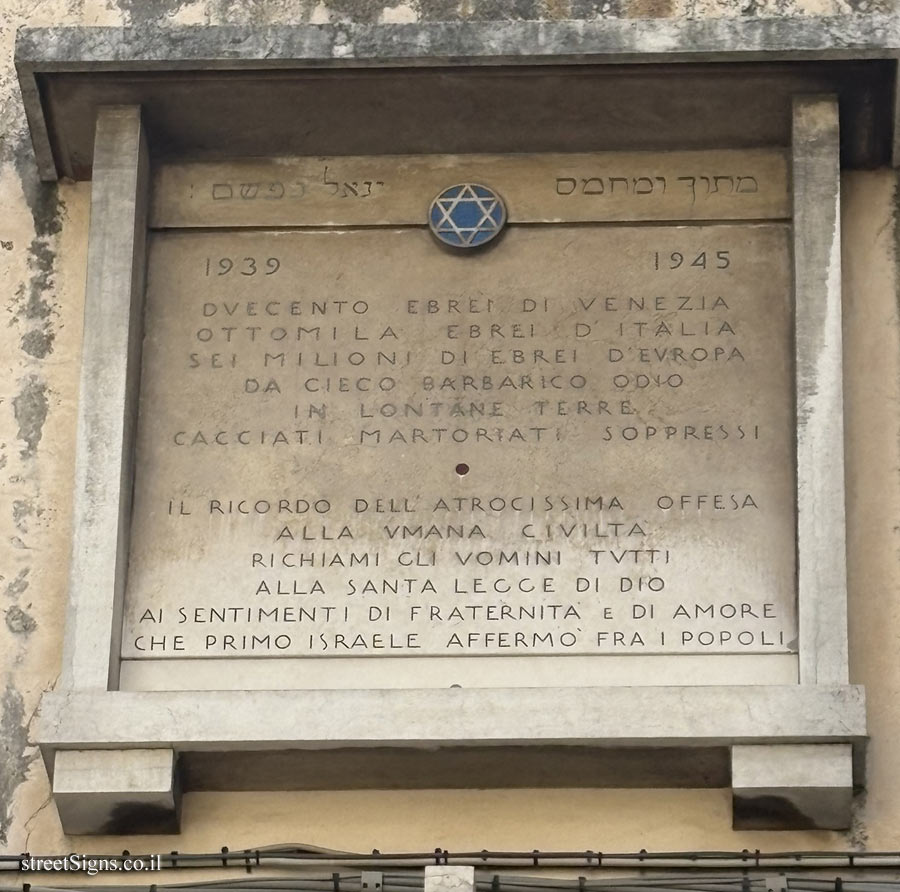 מתוך ומחמס יגאל נפשם :
1939 1945
DVECENTO EBREI DI VENEZIA
OTTOMILA EBREI D'ITALIA
SEI MILIONI DI EBREI D'EVROPA
DA CIECO BARBARICO ODIO
IN LONTANE TERRE
CACCIATI MARTORIATI SOPPRESSI
IL RICORDO DELL'ATROCISSIMA OFFESA
ALLA VMANA CIVILTÀ
RICHIAMI GLI VOMINI TVTTI
ALLA SANTA LEGGE DI DIO
AI SENTIMENTI DI FRATERNITÀ E DI AMORE
CHE PRIMO ISRAELE AFFERMO' FRA I POPOLI
streetSigns.co.il